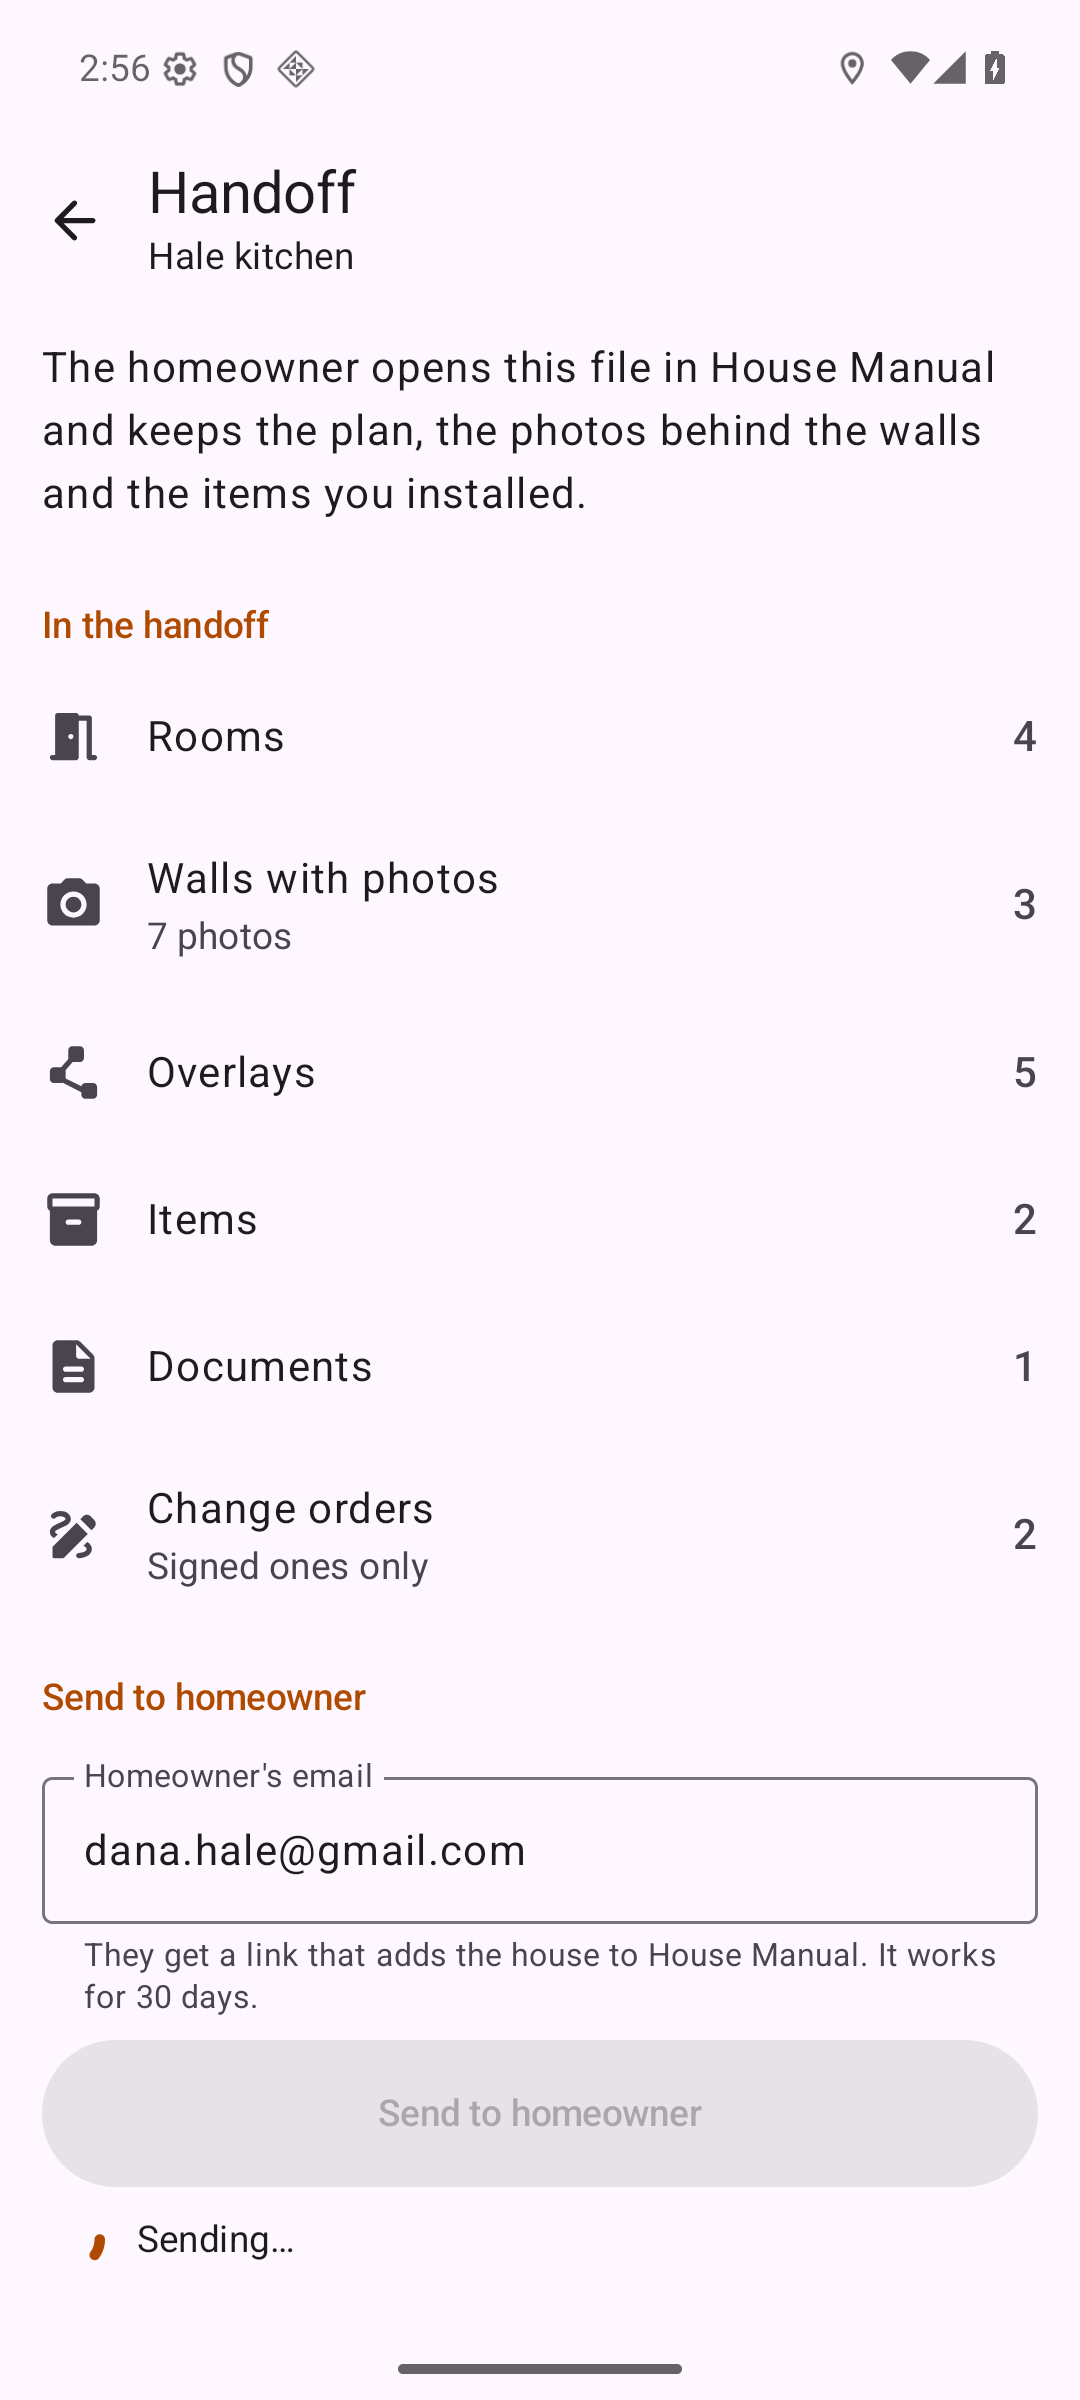 2:56
Handoff
Hale kitchen
The homeowner opens this file in House Manual
and keeps the plan, the photos behind the walls
and the items you installed.
In the handoff
Rooms 4
Walls with photos
7 photos
3
Overlays 5
Items 2
Documents 1
Change orders
Signed ones only
2
Send to homeowner
Homeowner's email
dana.hale@gmail.com
They get a link that adds the house to House Manual. It works
for 30 days.
Send to homeowner
Sending...